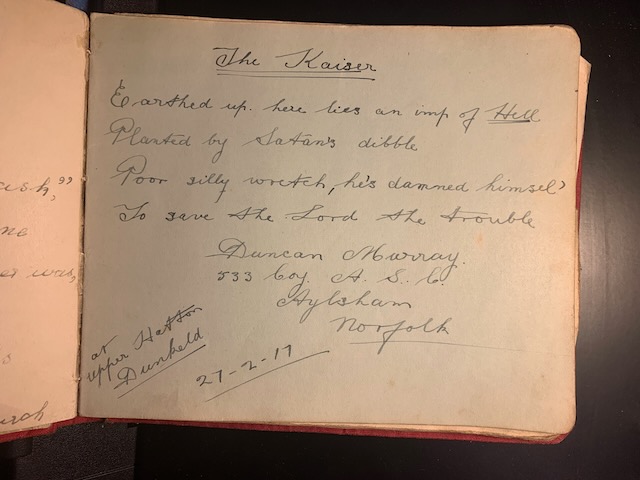 The Kaiser
Earthed up. here lies an imp of Hell
Planted by Satan's dibble
Poor silly wretch, he's damned himsel'
To save the Lord the trouble
Duncan Murray.
533 Coy. A. S. C.
Aylsham
Norfolk
at
upper Hatton
Dunkeld
27-2-17
ask,"
ne
er was,
s